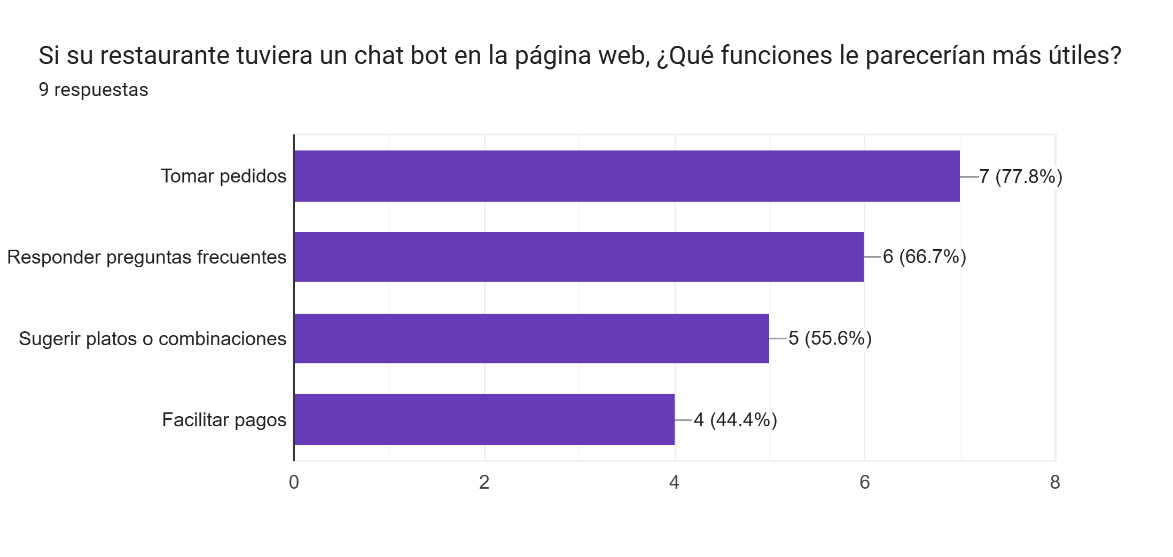 Si su restaurante tuviera un chat bot en la página web, ¿Qué funciones le parecerían más útiles?
9 respuestas
Tomar pedidos
7 (77.8%)
Responder preguntas frecuentes
6 (66.7%)
Sugerir platos o combinaciones
5 (55.6%)
Facilitar pagos
4 (44.4%)
0 2 4 6 8